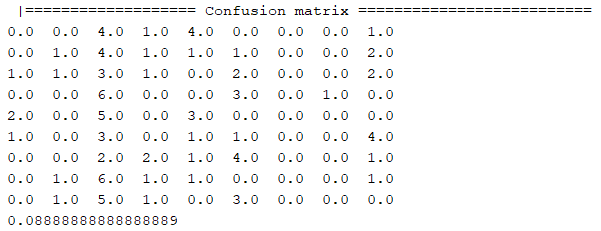 |=================== Confusion matrix ==========================
0.0 0.0 4.0 1.0 4.0 0.0 0.0 0.0 1.0
0.0 1.0 4.0 1.0 1.0 1.0 0.0 0.0 2.0
1.0 1.0 3.0 1.0 0.0 2.0 0.0 0.0 2.0
0.0 0.0 6.0 0.0 0.0 3.0 0.0 1.0 0.0
2.0 0.0 5.0 0.0 3.0 0.0 0.0 0.0 0.0
1.0 0.0 3.0 0.0 1.0 1.0 0.0 0.0 4.0
0.0 0.0 2.0 2.0 1.0 4.0 0.0 0.0 1.0
0.0 1.0 6.0 1.0 1.0 0.0 0.0 0.0 1.0
0.0 1.0 5.0 1.0 0.0 3.0 0.0 0.0 0.0
0.08888888888888889